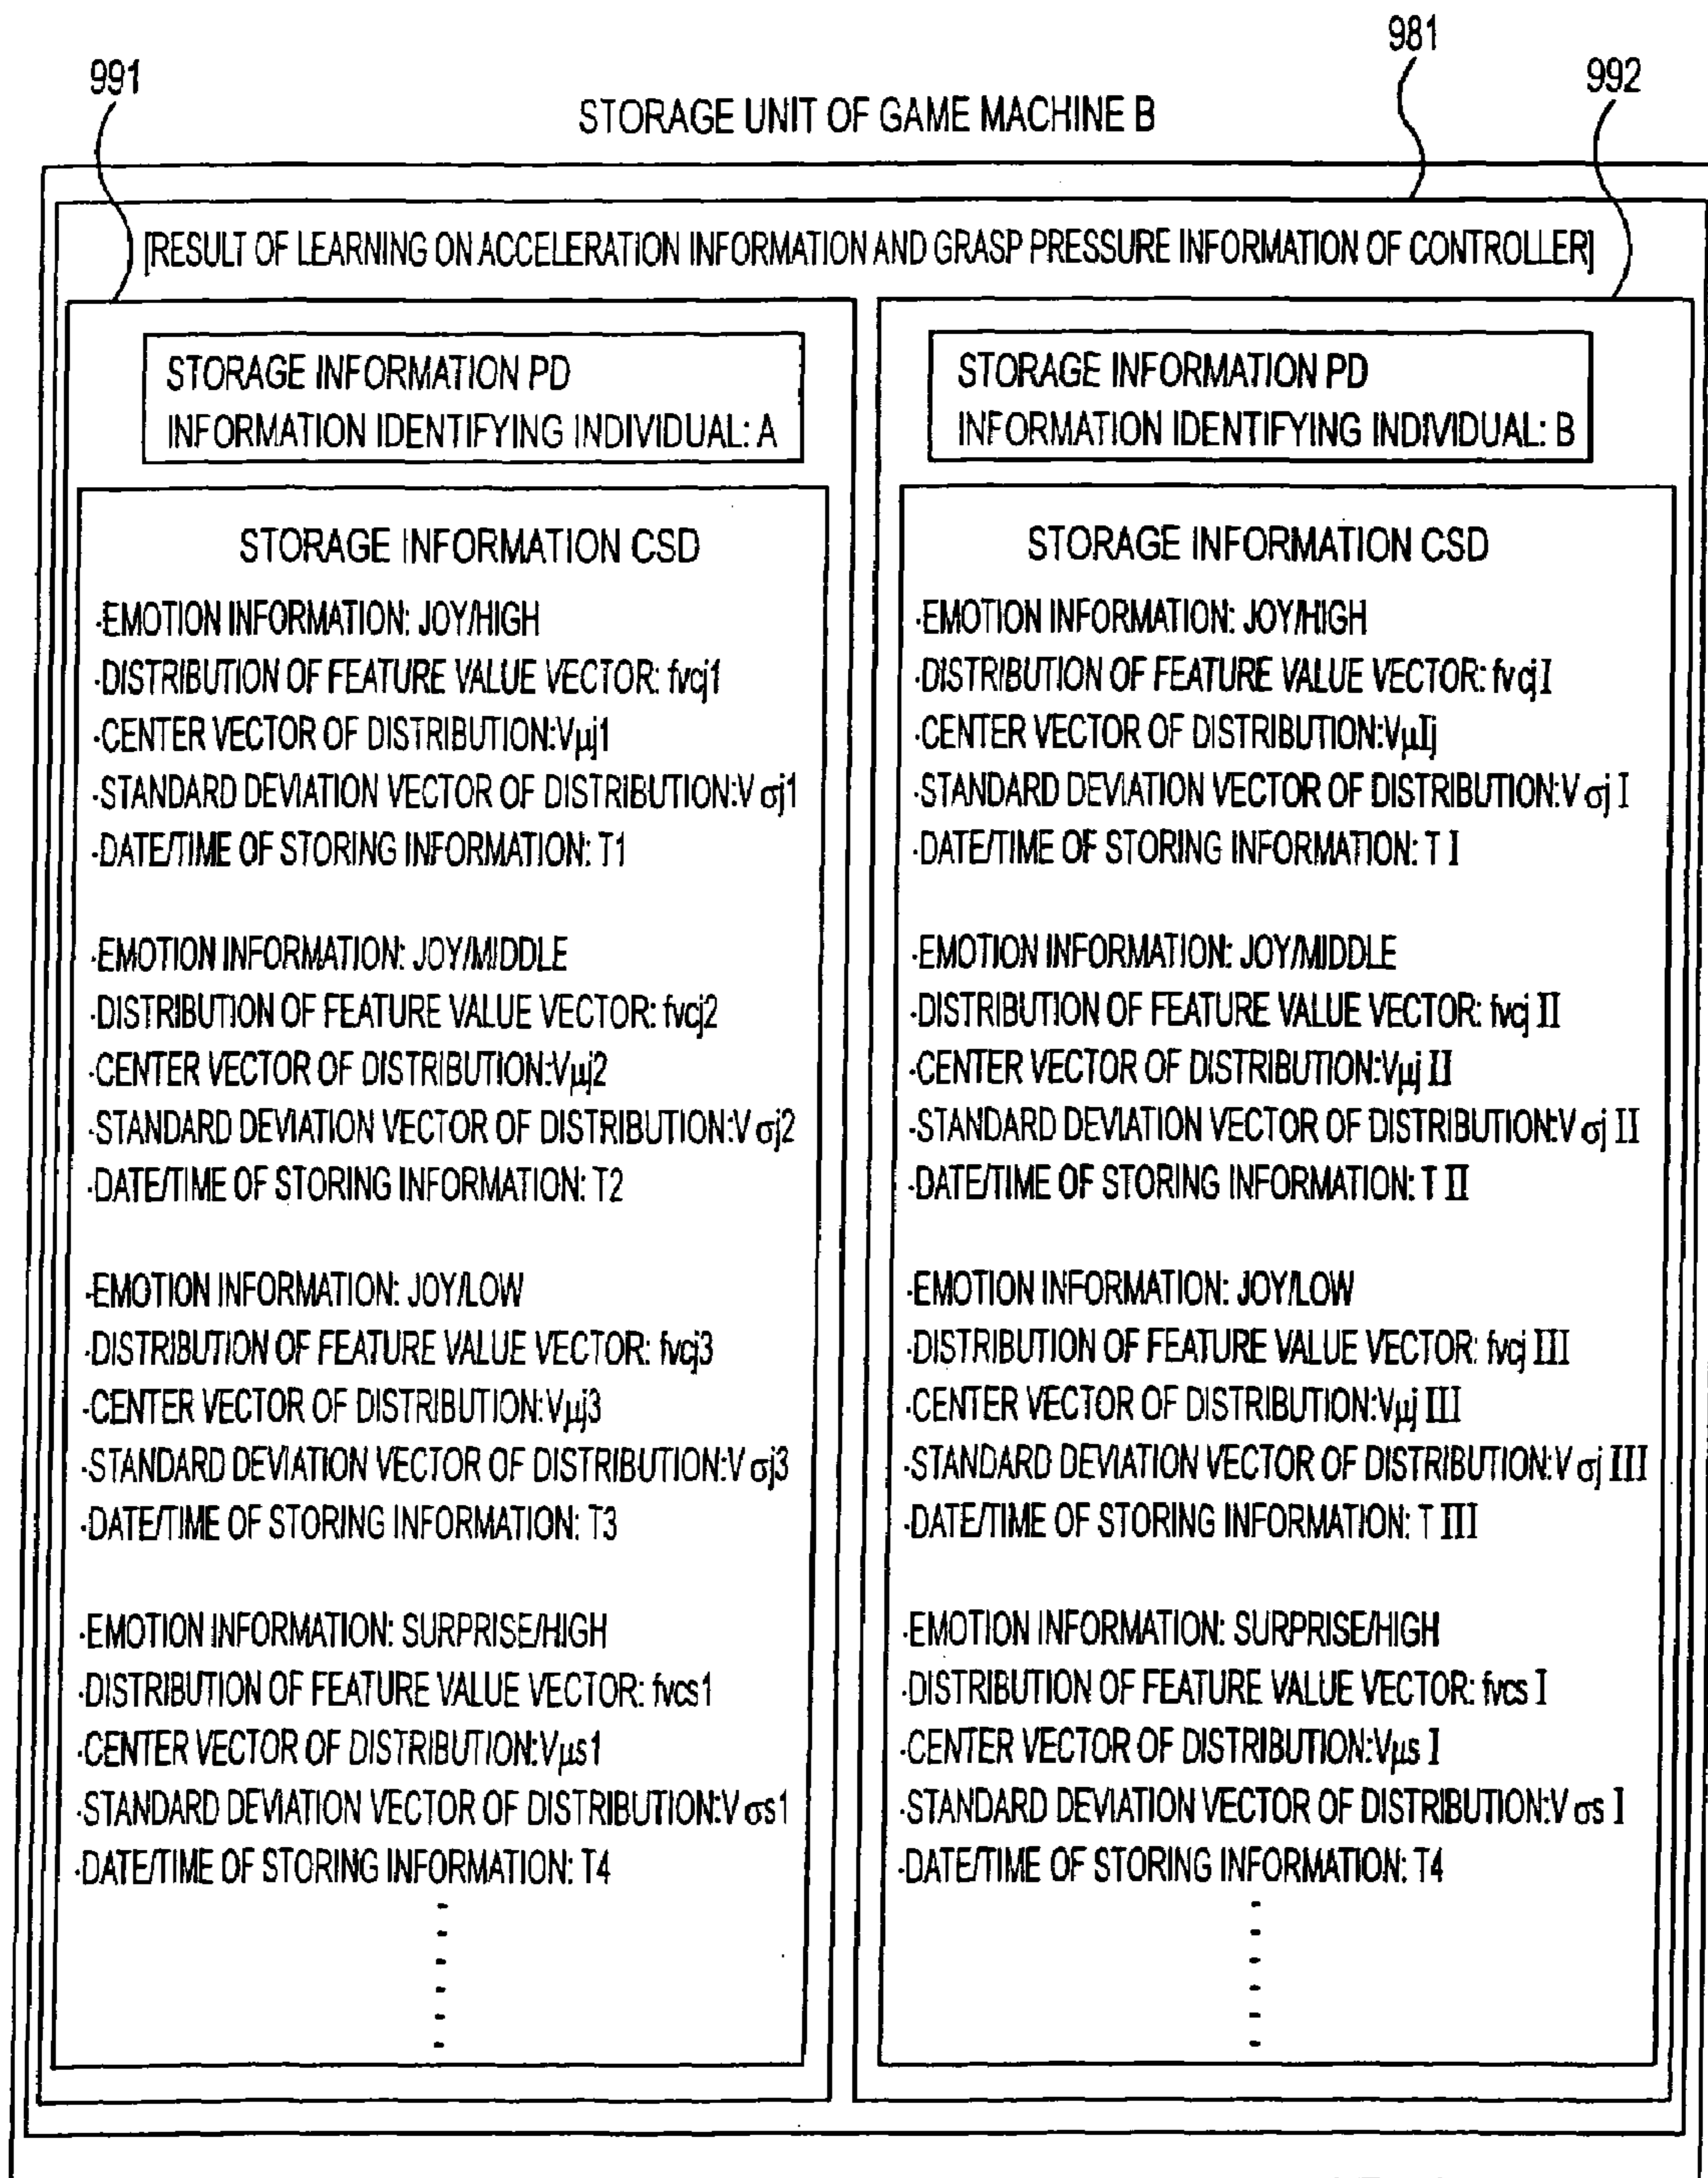 981
991
992
STORAGE UNIT OF GAME MACHINE B
[RESULT OF LEARNING ON ACCELERATION INFORMATION AND GRASP PRESSURE INFORMATION OF CONTROLLER]
STORAGE INFORMATION PD
INFORMATION IDENTIFYING INDIVIDUAL: A
STORAGE INFORMATION CSD
·EMOTION INFORMATION: JOY/HIGH
·DISTRIBUTION OF FEATURE VALUE VECTOR: fvcj1
·CENTER VECTOR OF DISTRIBUTION:Vμj1
·STANDARD DEVIATION VECTOR OF DISTRIBUTION:V σj1
·DATE/TIME OF STORING INFORMATION: T1
·EMOTION INFORMATION: JOY/MIDDLE
·DISTRIBUTION OF FEATURE VALUE VECTOR: fvcj2
·CENTER VECTOR OF DISTRIBUTION:Vμj2
·STANDARD DEVIATION VECTOR OF DISTRIBUTION:V σj2
·DATE/TIME OF STORING INFORMATION: T2
·EMOTION INFORMATION: JOY/LOW
·DISTRIBUTION OF FEATURE VALUE VECTOR: fvcj3
·CENTER VECTOR OF DISTRIBUTION:Vμj3
·STANDARD DEVIATION VECTOR OF DISTRIBUTION:V σj3
·DATE/TIME OF STORING INFORMATION: T3
·EMOTION INFORMATION: SURPRISE/HIGH
·DISTRIBUTION OF FEATURE VALUE VECTOR: fvcs1
·CENTER VECTOR OF DISTRIBUTION:Vμs1
·STANDARD DEVIATION VECTOR OF DISTRIBUTION:V σs1
·DATE/TIME OF STORING INFORMATION: T4
STORAGE INFORMATION PD
INFORMATION IDENTIFYING INDIVIDUAL: B
STORAGE INFORMATION CSD
·EMOTION INFORMATION: JOY/HIGH
·DISTRIBUTION OF FEATURE VALUE VECTOR: fvcj I
·CENTER VECTOR OF DISTRIBUTION:VμIj
·STANDARD DEVIATION VECTOR OF DISTRIBUTION:V σj I
·DATE/TIME OF STORING INFORMATION: T I
·EMOTION INFORMATION: JOY/MIDDLE
·DISTRIBUTION OF FEATURE VALUE VECTOR: fvcj II
·CENTER VECTOR OF DISTRIBUTION:Vμj II
·STANDARD DEVIATION VECTOR OF DISTRIBUTION:V σj II
·DATE/TIME OF STORING INFORMATION: T II
·EMOTION INFORMATION: JOY/LOW
·DISTRIBUTION OF FEATURE VALUE VECTOR: fvcj III
·CENTER VECTOR OF DISTRIBUTION:Vμj III
·STANDARD DEVIATION VECTOR OF DISTRIBUTION:V σj III
·DATE/TIME OF STORING INFORMATION: T III
·EMOTION INFORMATION: SURPRISE/HIGH
·DISTRIBUTION OF FEATURE VALUE VECTOR: fvcs I
·CENTER VECTOR OF DISTRIBUTION:Vμs I
·STANDARD DEVIATION VECTOR OF DISTRIBUTION:V σs I
·DATE/TIME OF STORING INFORMATION: T4